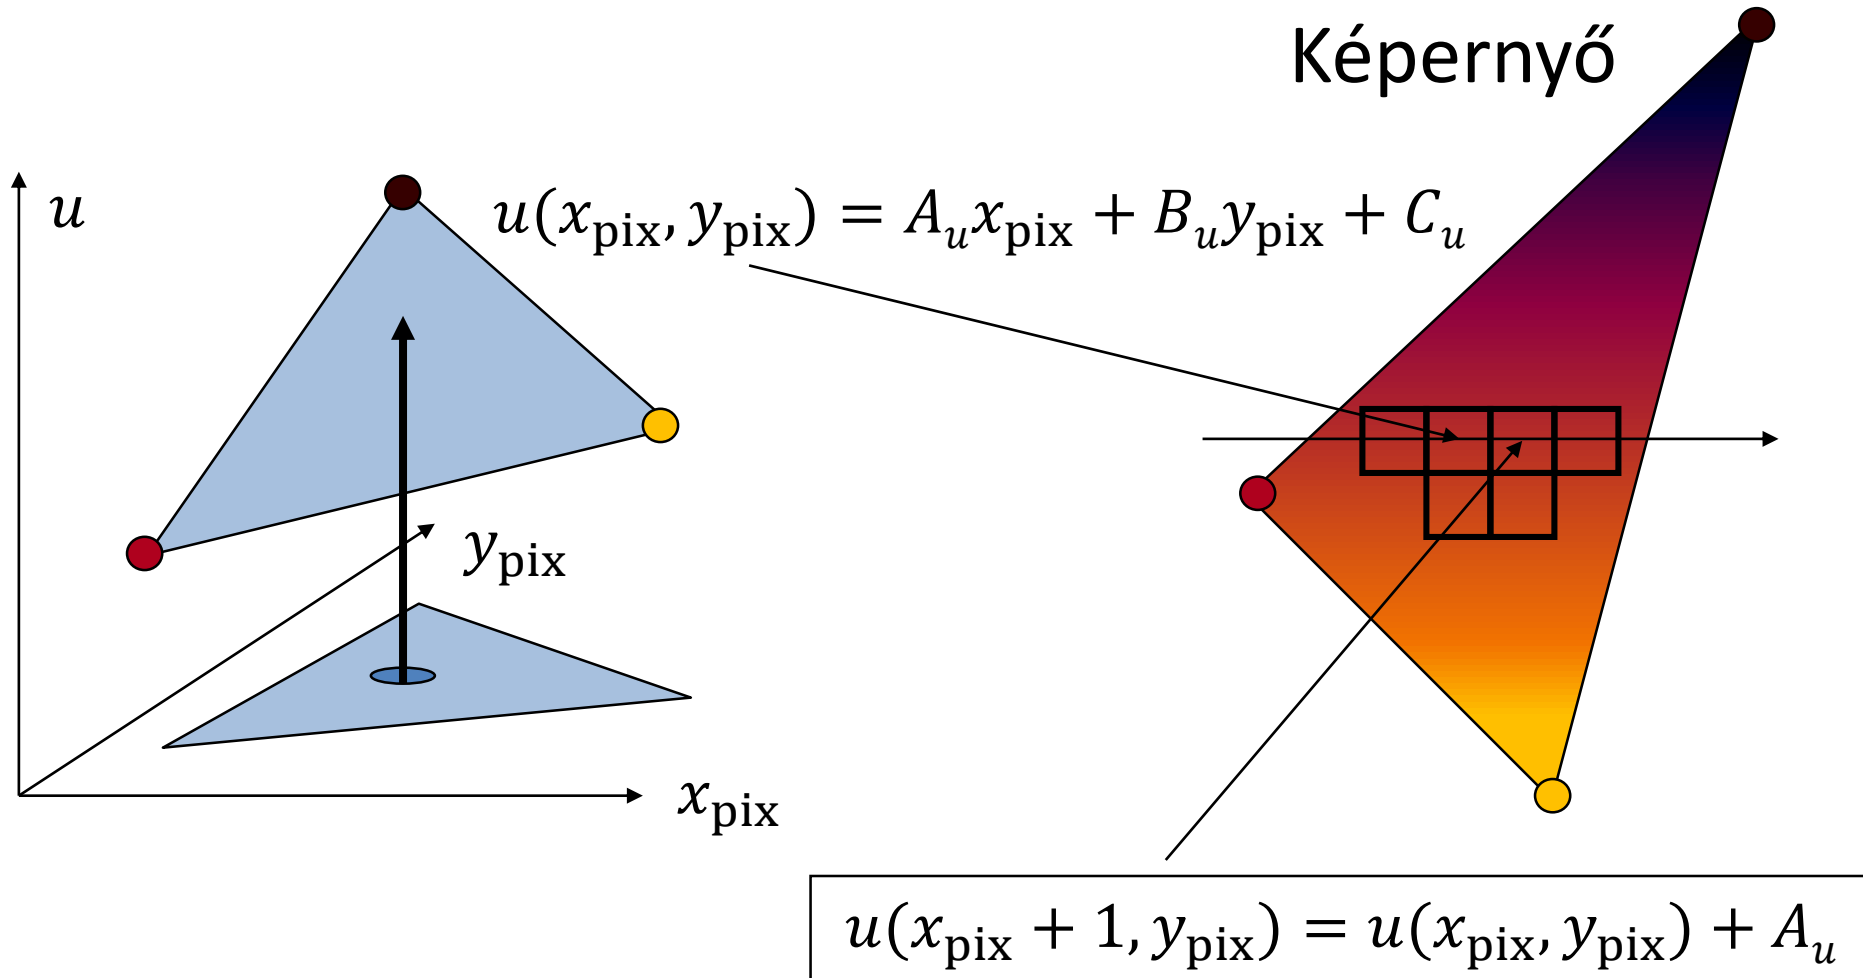 Képernyő
u
u(x_pix, y_pix) = A_u x_pix + B_u y_pix + C_u
y_pix
x_pix
u(x_pix + 1, y_pix) = u(x_pix, y_pix) + A_u